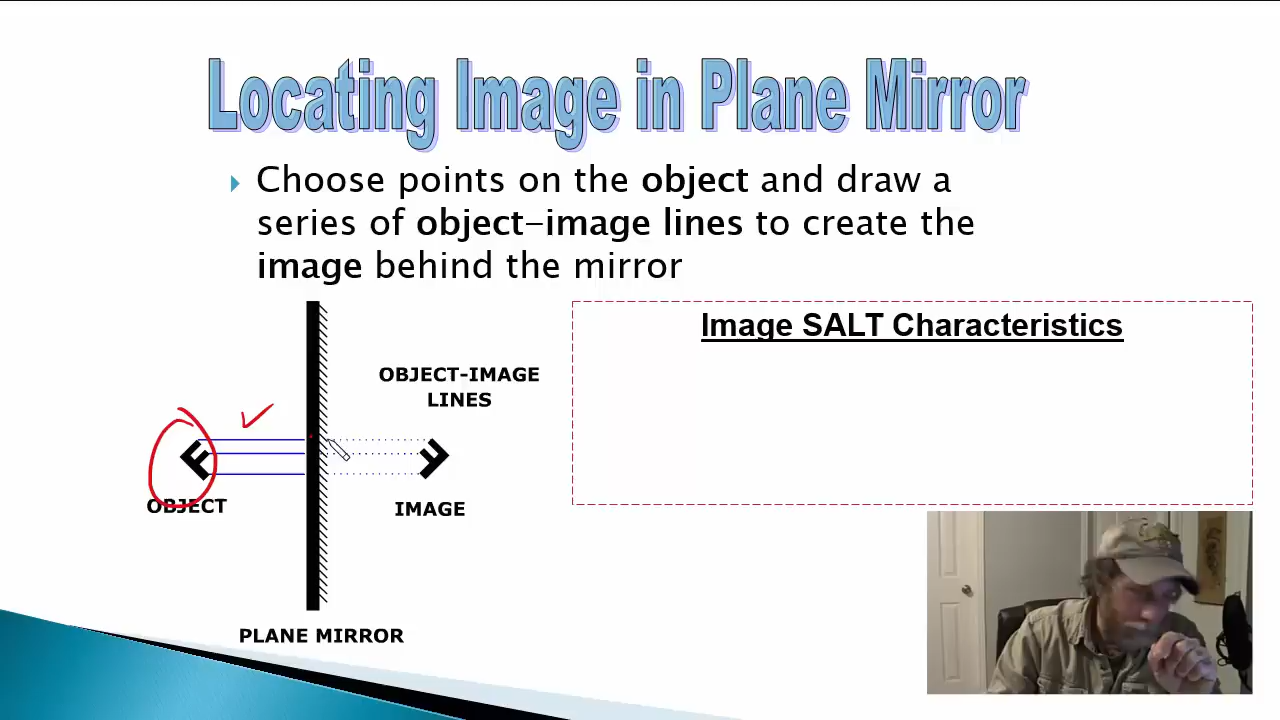 Locating Image in Plane Mirror
Choose points on the object and draw a
series of object-image lines to create the
image behind the mirror
Image SALT Characteristics
OBJECT-IMAGE
LINES
OBJECT
IMAGE
PLANE MIRROR